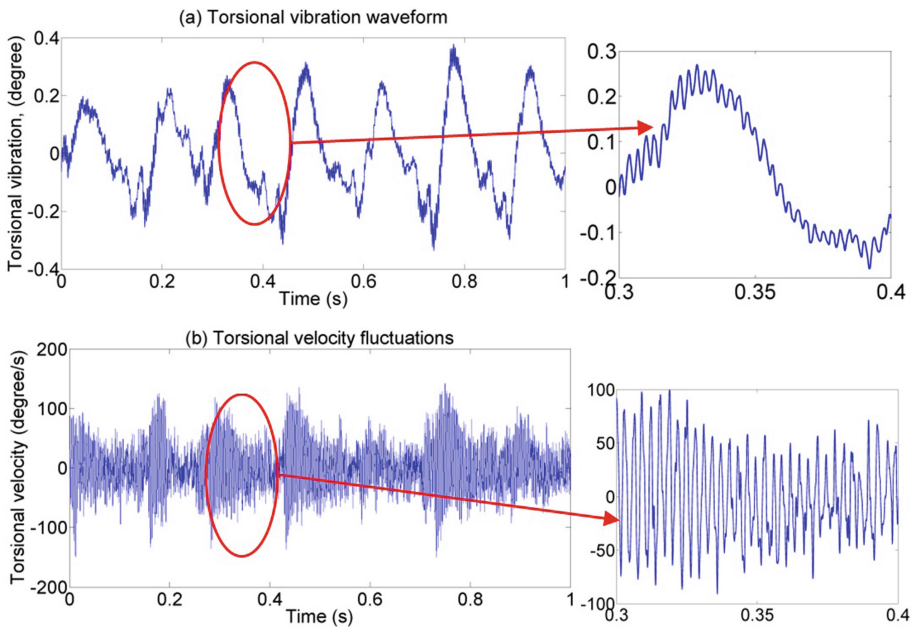 (a) Torsional vibration waveform
Torsional vibration, (degree)
0.4
0.2
0
-0.2
-0.4
0 0.2 0.4 0.6 0.8 1
Time (s)
0.3
0.2
0.1
0
-0.1
-0.2
0.3 0.35 0.4
(b) Torsional velocity fluctuations
Torsional velocity (degree/s)
200
100
0
-100
-200
0 0.2 0.4 0.6 0.8 1
Time (s)
100
50
0
-50
-100
0.3 0.35 0.4